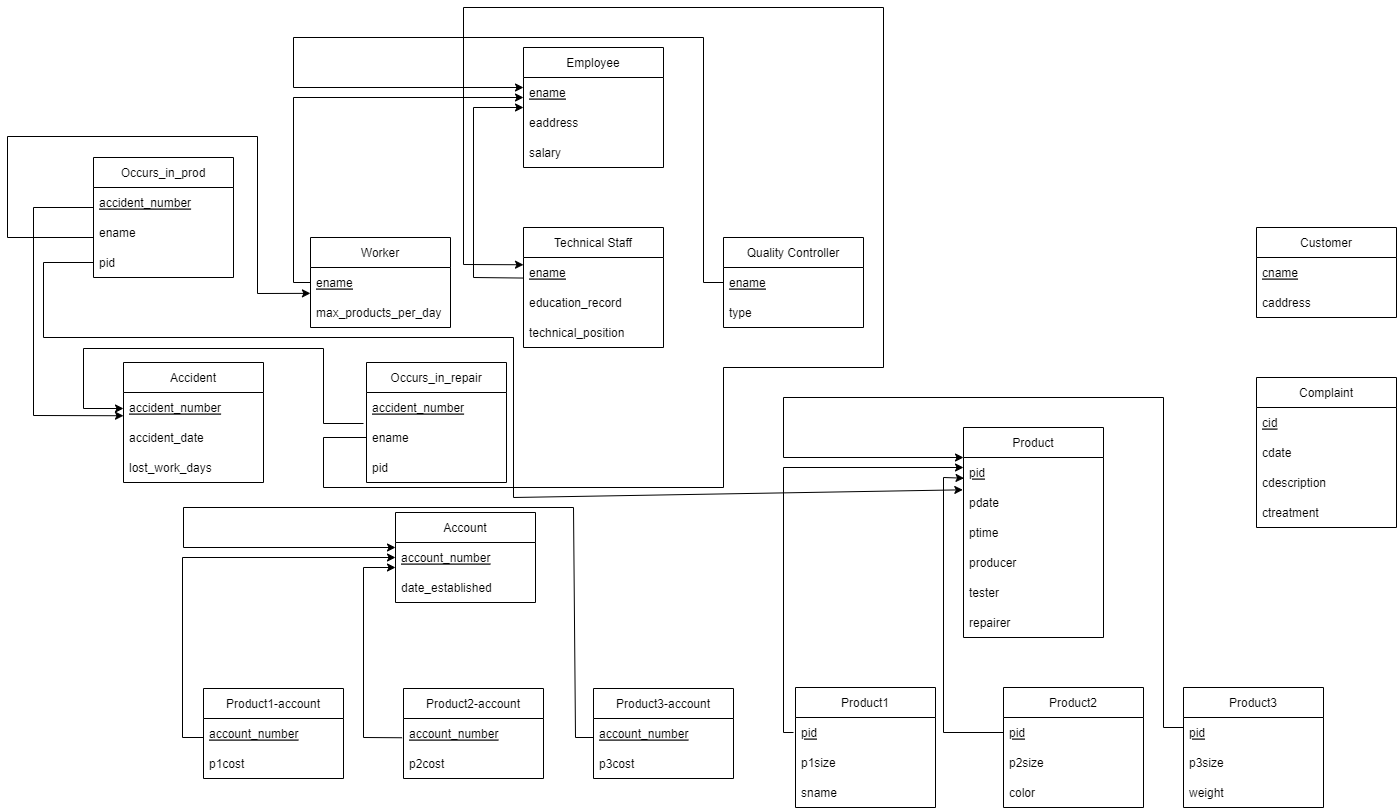 Employee
ename
eaddress
salary
Occurs_in_prod
accident_number
ename
pid
Worker
ename
max_products_per_day
Technical Staff
ename
education_record
technical_position
Quality Controller
ename
type
Customer
cname
caddress
Accident
accident_number
accident_date
lost_work_days
Occurs_in_repair
accident_number
ename
pid
Complaint
cid
cdate
cdescription
ctreatment
Product
pid
pdate
ptime
producer
tester
repairer
Account
account_number
date_established
Product1-account
account_number
p1cost
Product2-account
account_number
p2cost
Product3-account
account_number
p3cost
Product1
pid
p1size
sname
Product2
pid
p2size
color
Product3
pid
p3size
weight